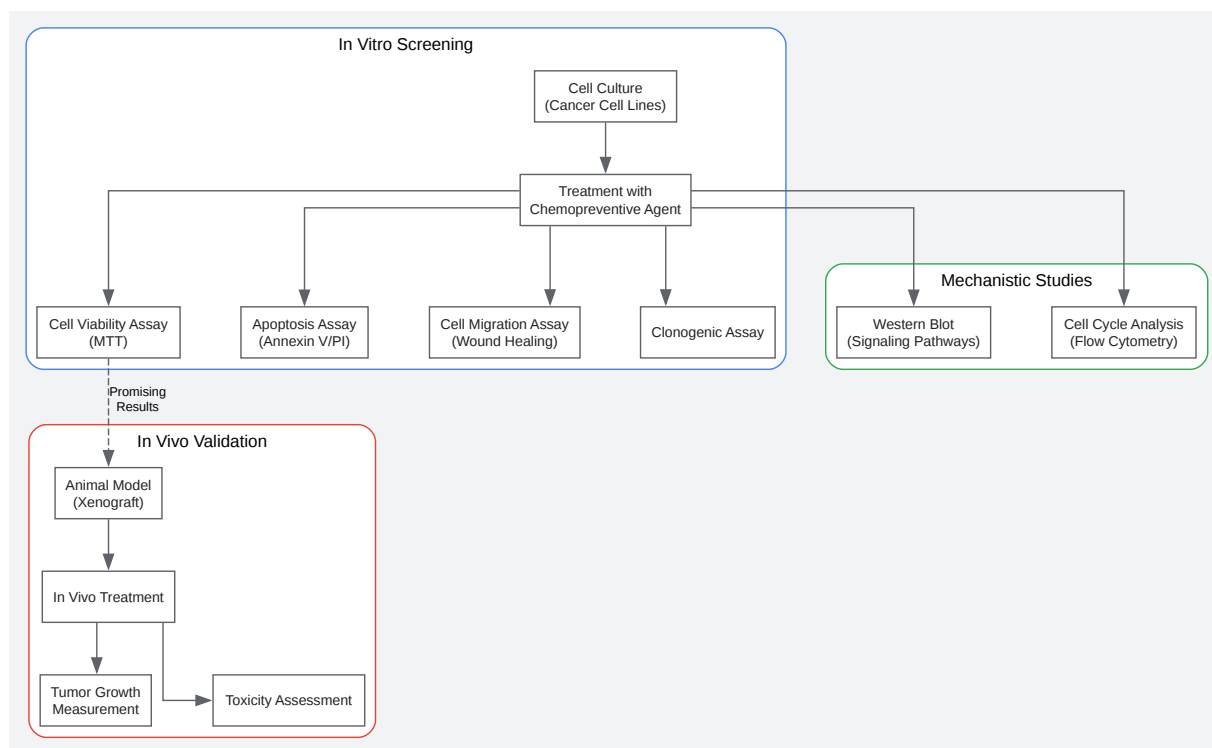 In Vitro Screening
Cell Culture
(Cancer Cell Lines)
Treatment with
Chemopreventive Agent
Mechanistic Studies
Cell Viability Assay
(MTT)
Apoptosis Assay
(Annexin V/PI)
Cell Migration Assay
(Wound Healing)
Clonogenic Assay
Western Blot
(Signaling Pathways)
Cell Cycle Analysis
(Flow Cytometry)
Promising
Results
In Vivo Validation
Animal Model
(Xenograft)
In Vivo Treatment
Tumor Growth
Measurement
Toxicity Assessment